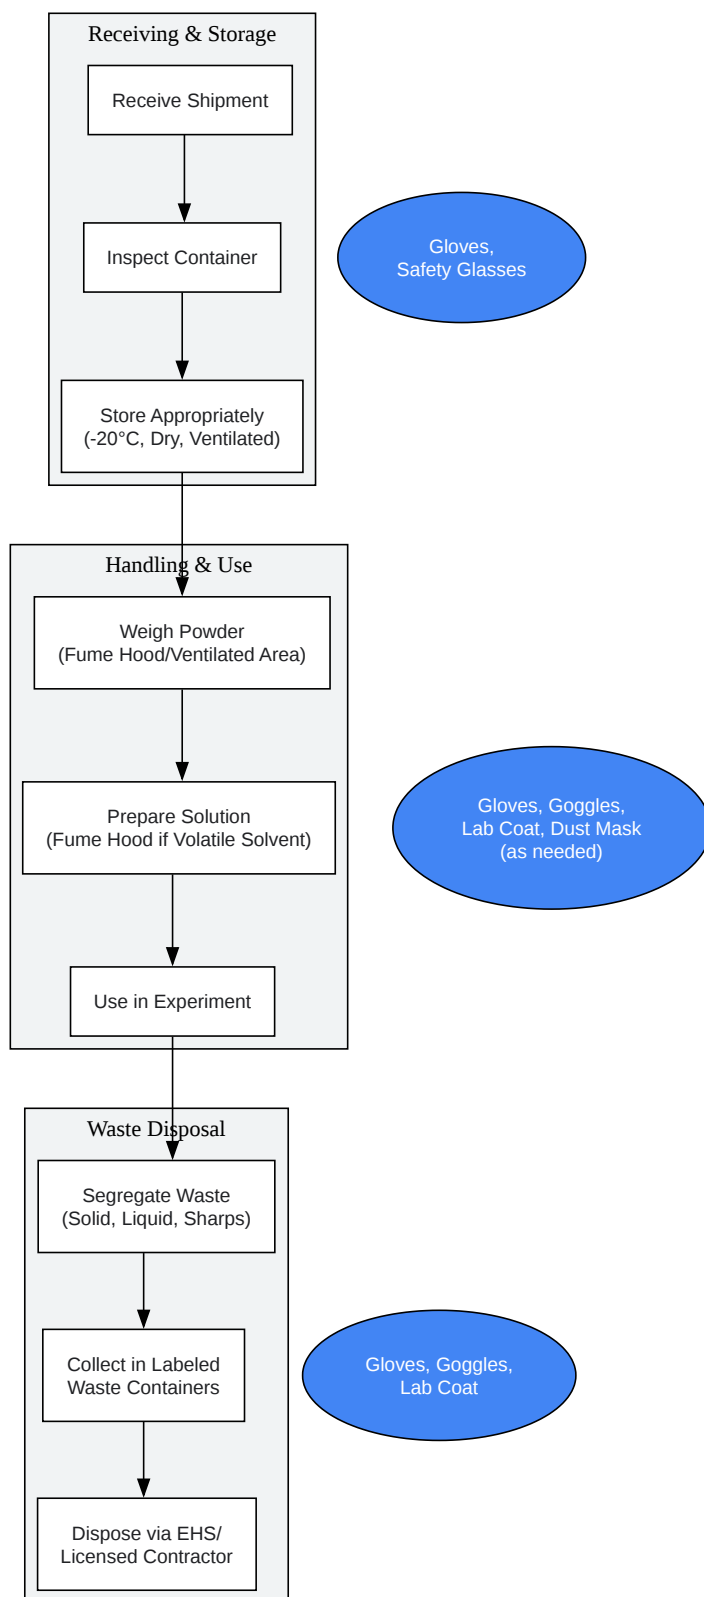 Receiving & Storage
Receive Shipment
Inspect Container
Gloves,
Safety Glasses
Store Appropriately
(-20°C, Dry, Ventilated)
Handling & Use
Weigh Powder
(Fume Hood/Ventilated Area)
Prepare Solution
(Fume Hood if Volatile Solvent)
Gloves, Goggles,
Lab Coat, Dust Mask
(as needed)
Use in Experiment
Waste Disposal
Segregate Waste
(Solid, Liquid, Sharps)
Collect in Labeled
Waste Containers
Gloves, Goggles,
Lab Coat
Dispose via EHS/
Licensed Contractor